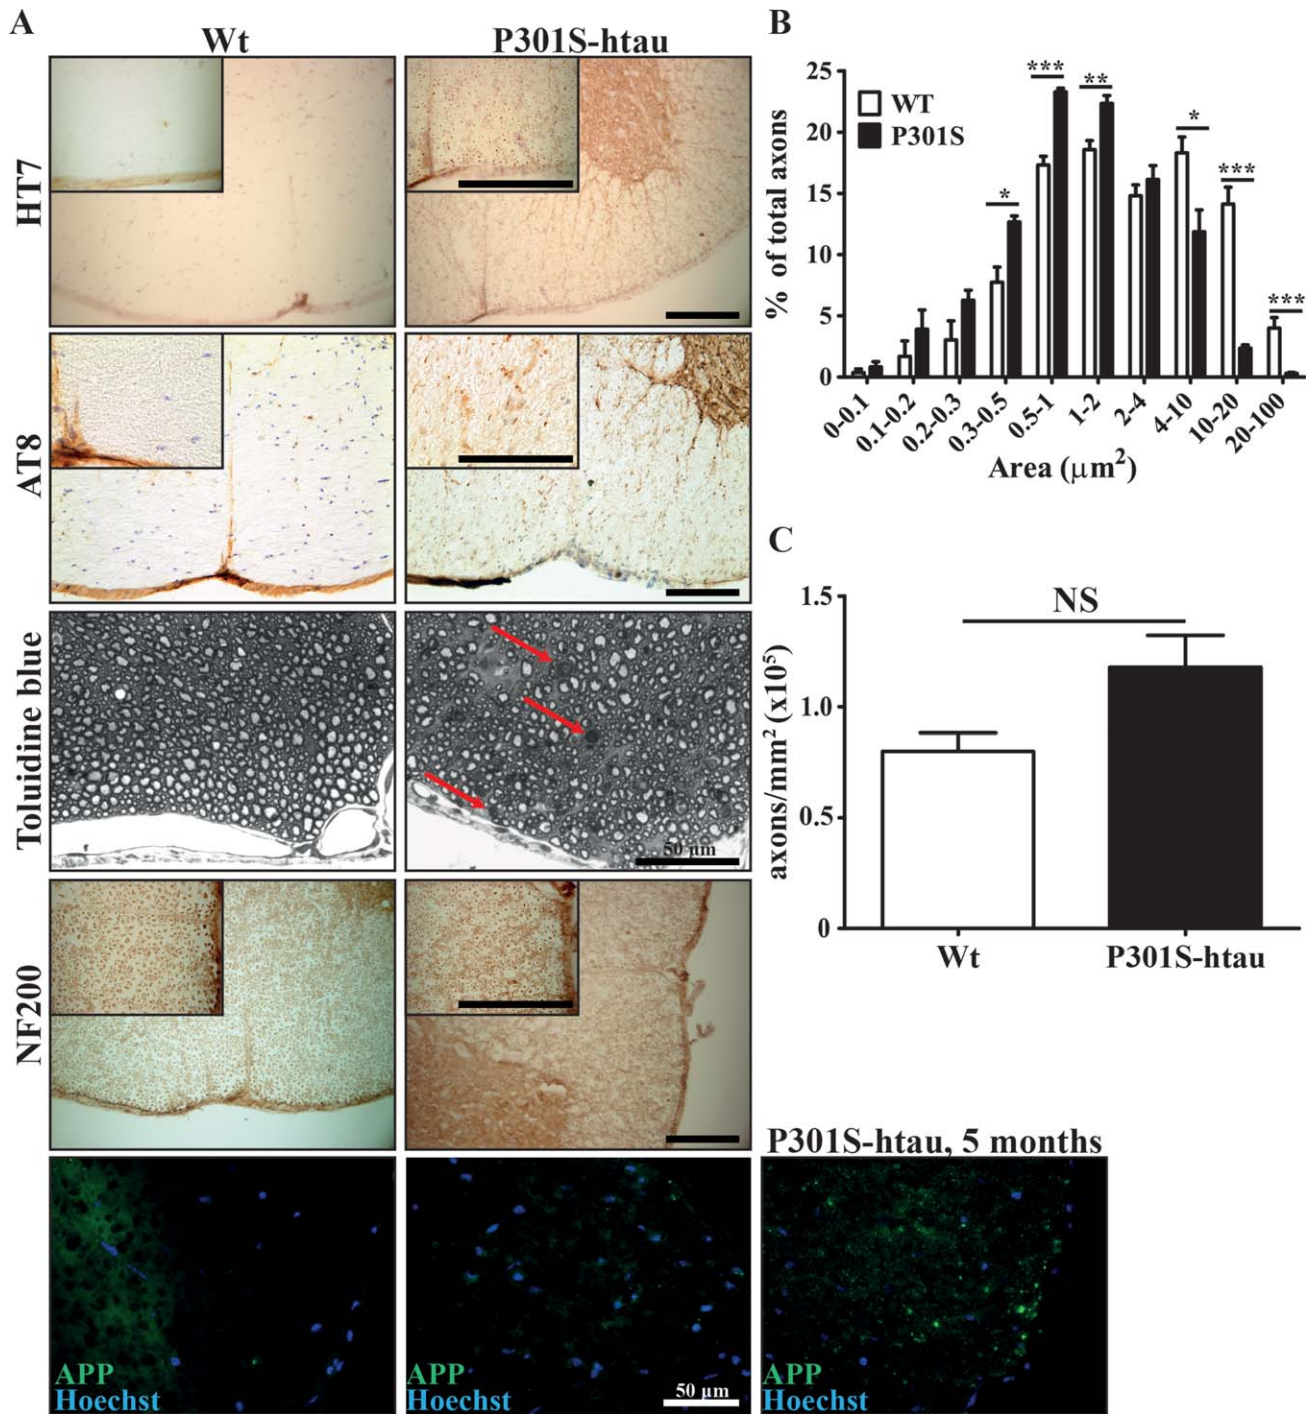 A
Wt
P301S-htau
HT7
AT8
Toluidine blue
50 µm
NF200
APP
Hoechst
APP
Hoechst
50 µm
P301S-htau, 5 months
APP
Hoechst
B
25
20
15
10
5
0
% of total axons
WT
P301S
*
***
**
*
***
***
0-0.1
0.1-0.2
0.2-0.3
0.3-0.5
0.5-1
1-2
2-4
4-10
10-20
20-100
Area (µm²)
C
1.5
1.0
0.5
0
axons/mm² (x10⁵)
NS
Wt
P301S-htau